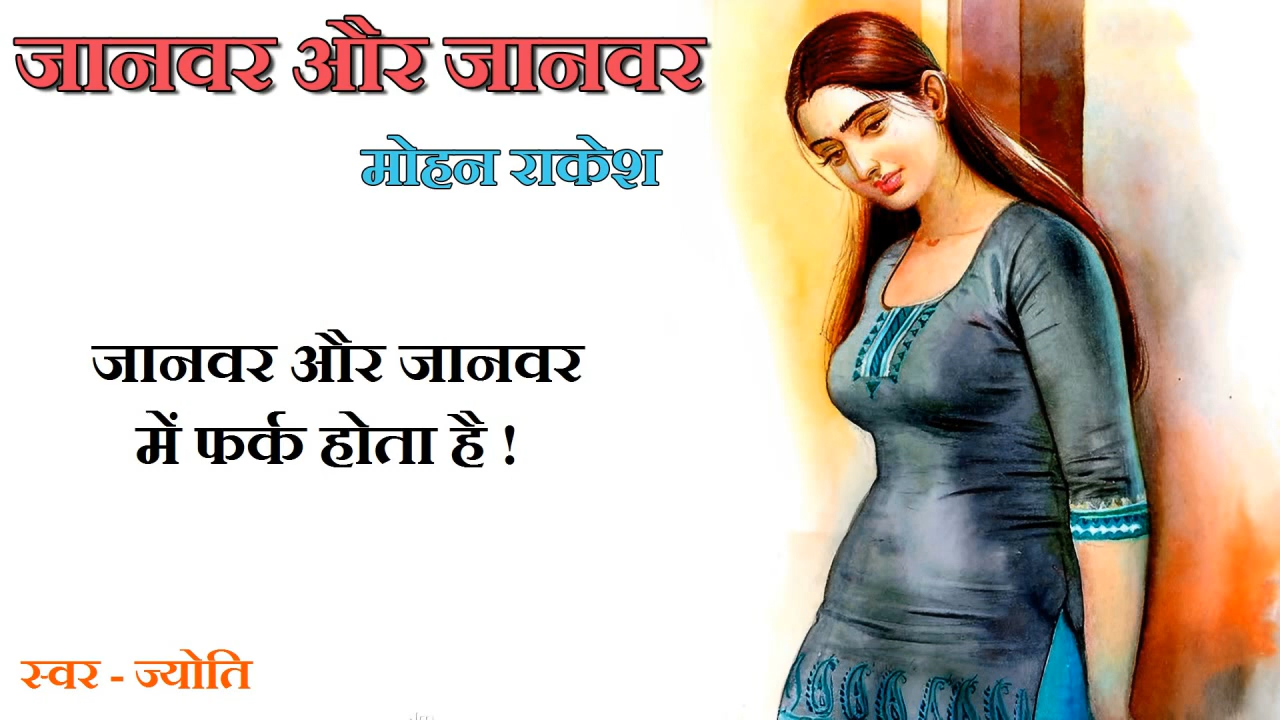 जानवर और जानवर
मोहन राकेश
जानवर और जानवर
में फर्क होता है !
स्वर - ज्योति